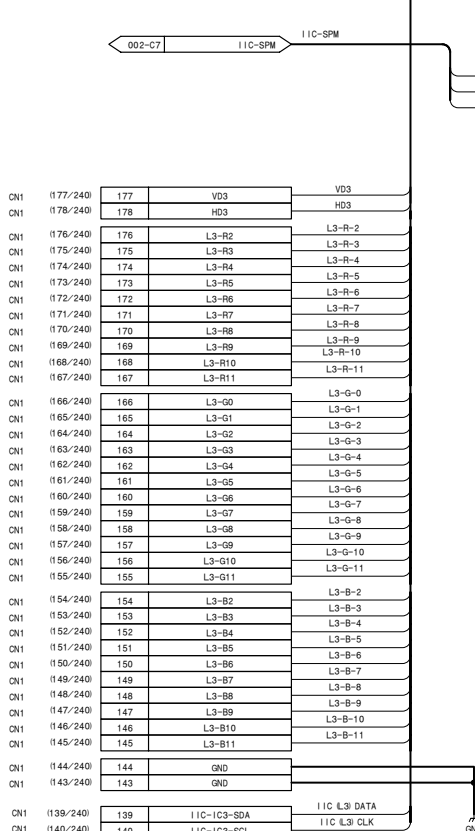 IIC-SPM
002-C7 IIC-SPM
CN1 (177/240) 177 VD3 VD3
CN1 (178/240) 178 HD3 HD3
CN1 (176/240) 176 L3-R2 L3-R-2
CN1 (175/240) 175 L3-R3 L3-R-3
CN1 (174/240) 174 L3-R4 L3-R-4
CN1 (173/240) 173 L3-R5 L3-R-5
CN1 (172/240) 172 L3-R6 L3-R-6
CN1 (171/240) 171 L3-R7 L3-R-7
CN1 (170/240) 170 L3-R8 L3-R-8
CN1 (169/240) 169 L3-R9 L3-R-9
CN1 (168/240) 168 L3-R10 L3-R-10
CN1 (167/240) 167 L3-R11 L3-R-11
CN1 (166/240) 166 L3-G0 L3-G-0
CN1 (165/240) 165 L3-G1 L3-G-1
CN1 (164/240) 164 L3-G2 L3-G-2
CN1 (163/240) 163 L3-G3 L3-G-3
CN1 (162/240) 162 L3-G4 L3-G-4
CN1 (161/240) 161 L3-G5 L3-G-5
CN1 (160/240) 160 L3-G6 L3-G-6
CN1 (159/240) 159 L3-G7 L3-G-7
CN1 (158/240) 158 L3-G8 L3-G-8
CN1 (157/240) 157 L3-G9 L3-G-9
CN1 (156/240) 156 L3-G10 L3-G-10
CN1 (155/240) 155 L3-G11 L3-G-11
CN1 (154/240) 154 L3-B2 L3-B-2
CN1 (153/240) 153 L3-B3 L3-B-3
CN1 (152/240) 152 L3-B4 L3-B-4
CN1 (151/240) 151 L3-B5 L3-B-5
CN1 (150/240) 150 L3-B6 L3-B-6
CN1 (149/240) 149 L3-B7 L3-B-7
CN1 (148/240) 148 L3-B8 L3-B-8
CN1 (147/240) 147 L3-B9 L3-B-9
CN1 (146/240) 146 L3-B10 L3-B-10
CN1 (145/240) 145 L3-B11 L3-B-11
CN1 (144/240) 144 GND
CN1 (143/240) 143 GND
CN1 (139/240) 139 IIC-IC3-SDA IIC (L3) DATA
CN1 (140/240) 140 IIC-IC3-SCL IIC (L3) CLK